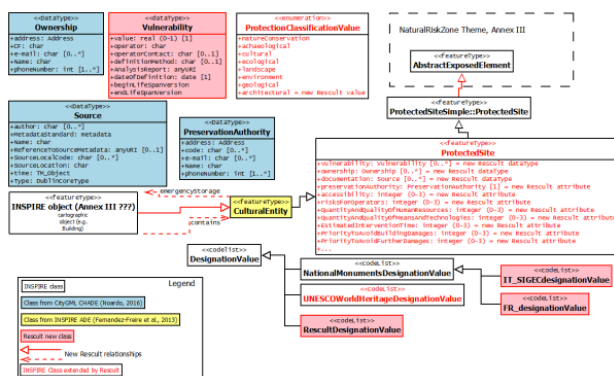 <<DataType>>
Ownership
+address: Address
+CF: char
+e-mail: char [0..*]
+Name: char
+phoneNumber: int [1..*]
<<DataType>>
Vulnerability
+value: real (0-1) [1]
+operator: char
+operatorContact: char [0..1]
+definitionMethod: char [0..*]
+AnalysisReport: anyURI
+dateOfDefinition: date [1]
+beginLifespanVersion
+endLifeSpanVersion
<<enumeration>>
ProtectionClassificationValue
+natureConservation
+archaeological
+cultural
+ecological
+landscape
+environment
+geological
+architectural = new Rescult value
NaturalRiskZone Theme, Annex III
<<featureType>>
AbstractExposedElement
<<featureType>>
ProtectedSiteSimple::ProtectedSite
<<DataType>>
Source
+author: char [0..*]
+MetadataStandard: metadata
+Name: char
+ReferenceToSourceMetadata: anyURI [0..1]
+SourceLocalCode: char [0..*]
+SourceLocation: char
+time: TM_Object
+Type: DublinCoreType
<<DataType>>
PreservationAuthority
+address: Address
+code: char [0..*]
+e-mail: char [0..*]
+Name: char
+phoneNumber: int [0..*]
<<featureType>>
ProtectedSite
+vulnerability: Vulnerability [0..*] = new Rescult dataType
+ownership: Ownership [0..*] = new Rescult dataType
+documentation: Source [0..*] = new Rescult dataType
+preservationAuthority: PreservationAuthority [1] = new Rescult attribute
+accessibility: integer (0-3) = new Rescult attribute
+risksForOperators: integer (0-3) = new Rescult attribute
+QuantityAndQualityOfHumanResources: integer (0-3) = new Rescult attribute
+QuantityAndQualityOfMeansAndTechnologies: integer (0-3) = new Rescult attribute
+EstimatedInterventionTime: integer (0-3) = new Rescult attribute
+PriorityToAvoidBuildingDamages: integer (0-3) = new Rescult attribute
+PriorityToAvoidFurtherDamages: integer (0-3) = new Rescult attribute
+...
emergencyStorage
INSPIRE object (Annex III ???)
cartographic
object (e.g.
Building)
<<featureType>>
CulturalEntity
contains
<<codelist>>
DesignationValue
<<codeList>>
NationalMonumentsDesignationValue
<<codeList>>
IT_SIGECdesignationValue
<<codeList>>
UNESCOWorldHeritageDesignationValue
<<codeList>>
FR_designationValue
<<codeList>>
RescultDesignationValue
Legend
INSPIRE class
Class from CityGML CHADE (Noardo, 2016)
Class from INSPIRE ADE (Fernandez-Freire et al., 2013)
Rescult new class
New Rescult relationships
INSPIRE Class extended by Rescult